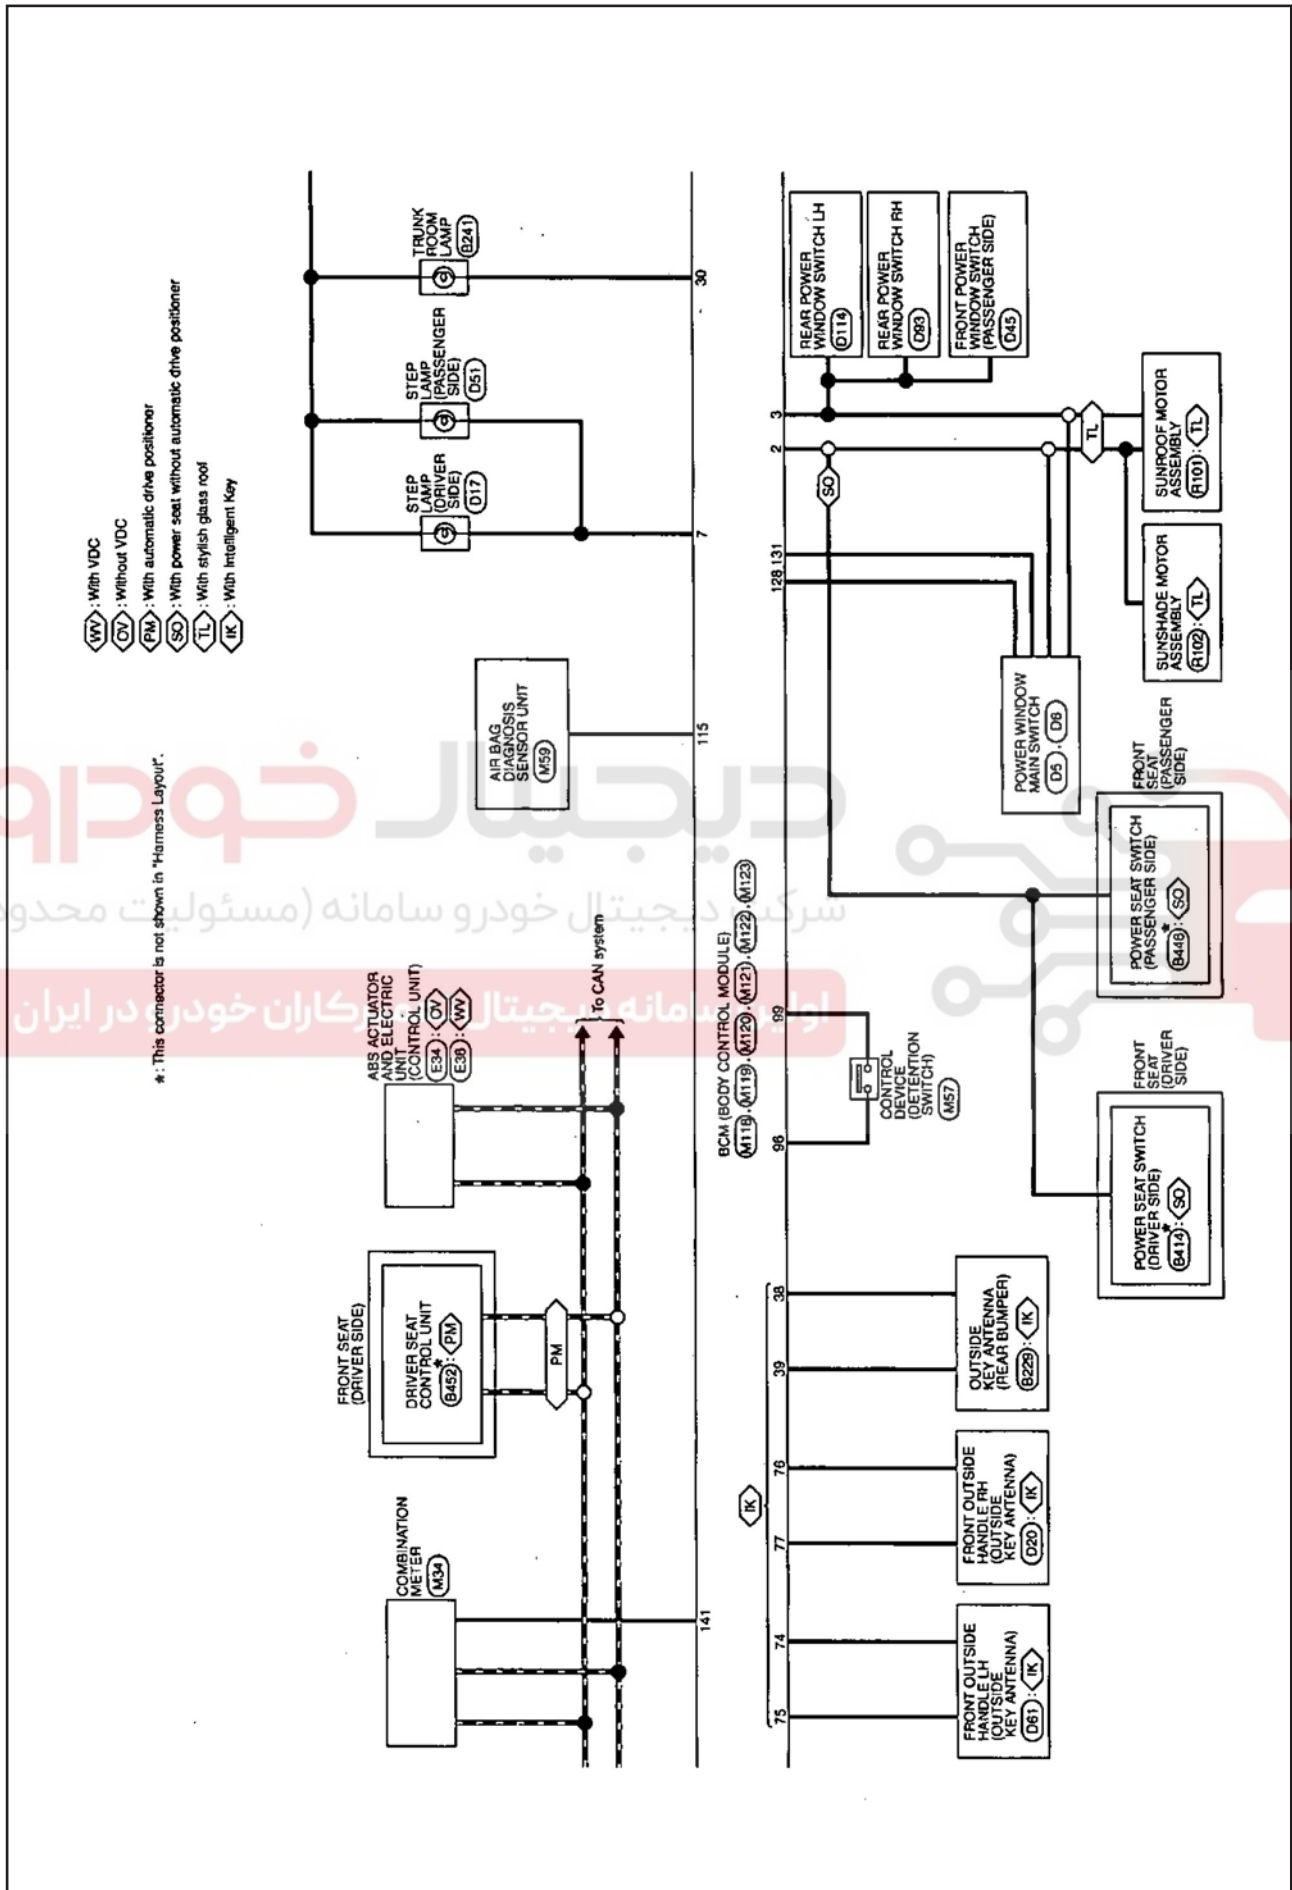 WV : With VDC
OV : Without VDC
PM : With automatic drive positioner
SO : With power seat without automatic drive positioner
TL : With stylish glass roof
IK : With Intelligent Key
*: This connector is not shown in "Harness Layout".
COMBINATION
METER
M34
FRONT SEAT
(DRIVER SIDE)
DRIVER SEAT
CONTROL UNIT
*
B452 : PM
PM
ABS ACTUATOR
AND ELECTRIC
UNIT
(CONTROL UNIT)
E34 : OV
E36 : WV
To CAN system
AIR BAG
DIAGNOSIS
SENSOR UNIT
M59
STEP
LAMP
(DRIVER
SIDE)
D17
STEP
LAMP
(PASSENGER
SIDE)
D51
TRUNK
ROOM
LAMP
B241
141
115
7
30
BCM (BODY CONTROL MODULE)
M118 , M119 , M120 , M121 , M122 , M123
IK
75
74
77
76
39
38
96
99
128
131
2
3
FRONT OUTSIDE
HANDLE LH
(OUTSIDE
KEY ANTENNA)
D61 : IK
FRONT OUTSIDE
HANDLE RH
(OUTSIDE
KEY ANTENNA)
D20 : IK
OUTSIDE
KEY ANTENNA
(REAR BUMPER)
B229 : IK
CONTROL
DEVICE
(DETENTION
SWITCH)
M57
SO
REAR POWER
WINDOW SWITCH LH
D114
REAR POWER
WINDOW SWITCH RH
D93
FRONT POWER
WINDOW SWITCH
(PASSENGER SIDE)
D45
POWER WINDOW
MAIN SWITCH
D5 , D6
TL
FRONT
SEAT
(DRIVER
SIDE)
POWER SEAT SWITCH
(DRIVER SIDE)
*
B414 : SO
FRONT
SEAT
(PASSENGER
SIDE)
POWER SEAT SWITCH
(PASSENGER SIDE)
*
B446 : SO
SUNSHADE MOTOR
ASSEMBLY
R102 : TL
SUNROOF MOTOR
ASSEMBLY
R101 : TL
دیجیتال خودرو
شرکت دیجیتال خودرو سامانه (مسئولیت محدود
اولین سامانه دیجیتال تعمیرکاران خودرو در ایران